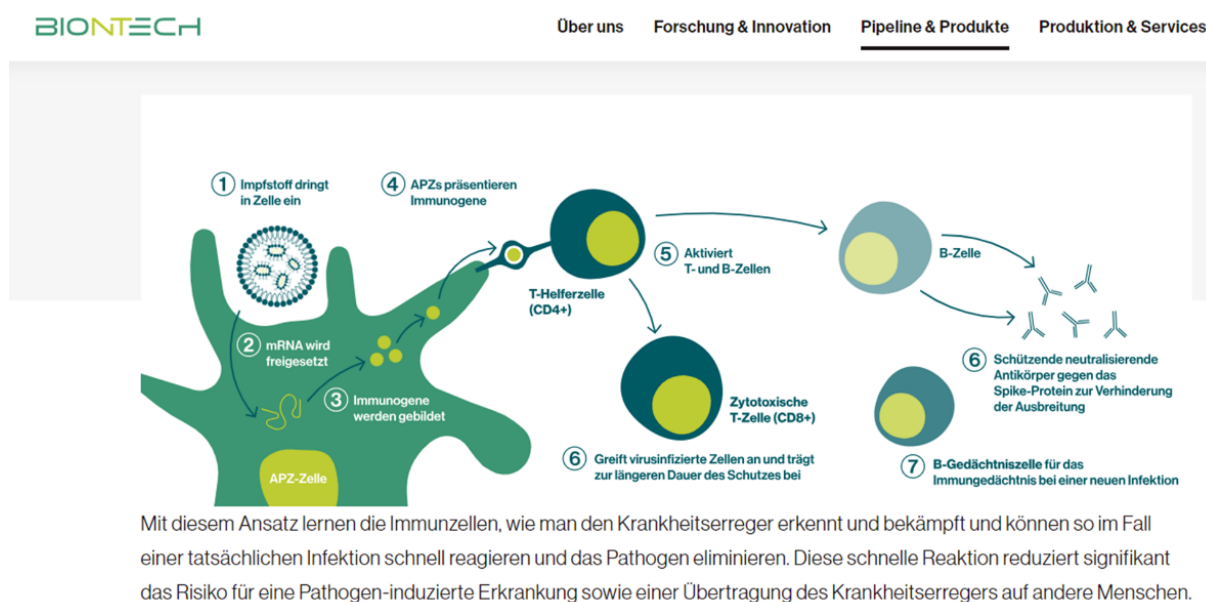 BIONTECH
Über uns Forschung & Innovation Pipeline & Produkte Produktion & Services
1 Impfstoff dringt
in Zelle ein
2 mRNA wird
freigesetzt
3 Immunogene
werden gebildet
APZ-Zelle
4 APZs präsentieren
Immunogene
T-Helferzelle
(CD4+)
5 Aktiviert
T- und B-Zellen
B-Zelle
Zytotoxische
T-Zelle (CD8+)
6 Greift virusinfizierte Zellen an und trägt
zur längeren Dauer des Schutzes bei
6 Schützende neutralisierende
Antikörper gegen das
Spike-Protein zur Verhinderung
der Ausbreitung
7 B-Gedächtniszelle für das
Immungedächtnis bei einer neuen Infektion
Mit diesem Ansatz lernen die Immunzellen, wie man den Krankheitserreger erkennt und bekämpft und können so im Fall
einer tatsächlichen Infektion schnell reagieren und das Pathogen eliminieren. Diese schnelle Reaktion reduziert signifikant
das Risiko für eine Pathogen-induzierte Erkrankung sowie einer Übertragung des Krankheitserregers auf andere Menschen.